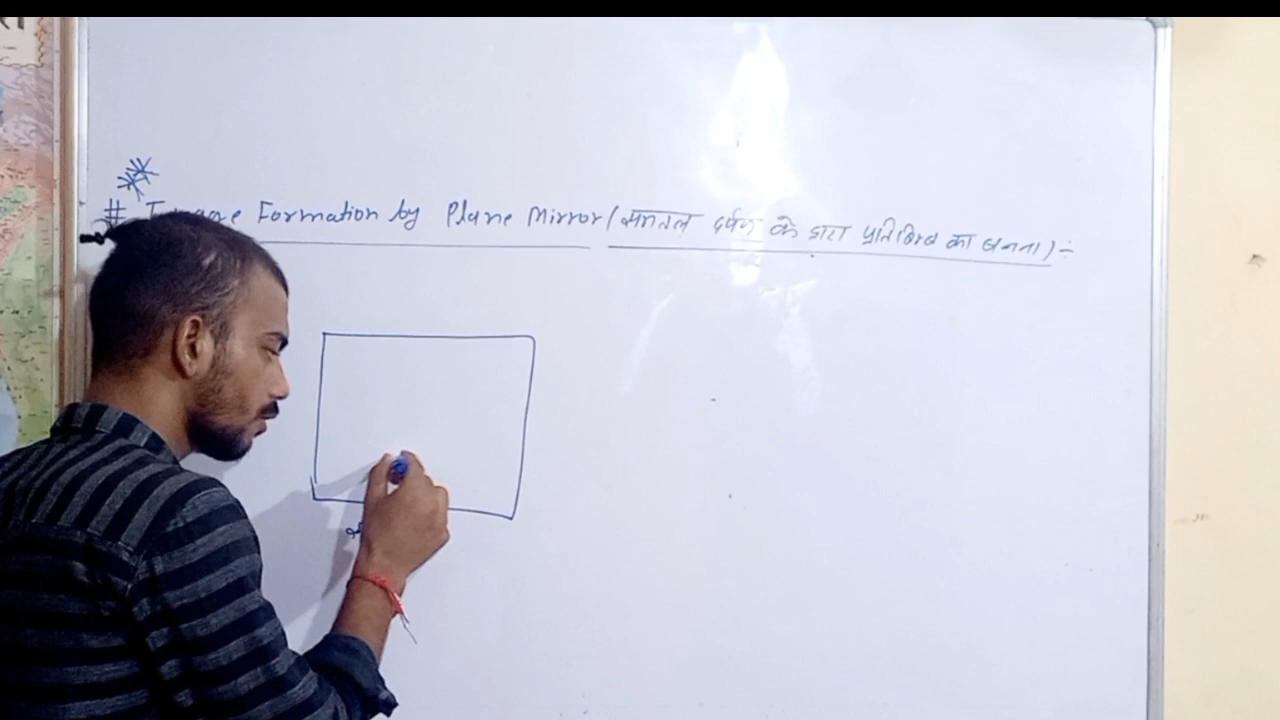 # Image Formation by Plane Mirror (समतल दर्पण के द्वारा प्रतिबिम्ब का बनना) :-